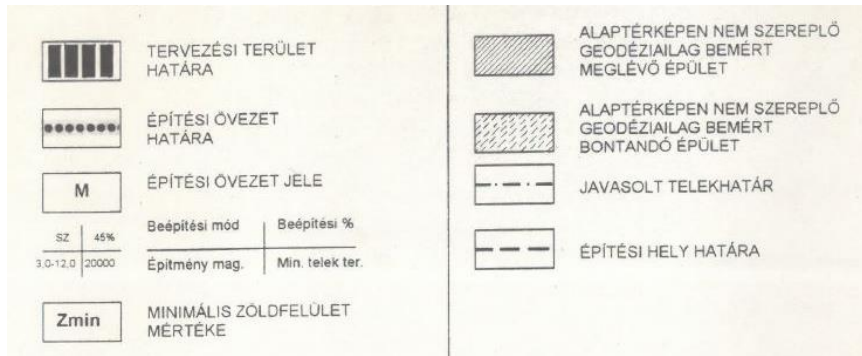 TERVEZÉSI TERÜLET
HATÁRA
ÉPÍTÉSI ÖVEZET
HATÁRA
M
ÉPÍTÉSI ÖVEZET JELE
SZ 45%
3,0-12,0 20000
Beépítési mód Beépítési %
Építmény mag. Min. telek ter.
Zmin
MINIMÁLIS ZÖLDFELÜLET
MÉRTÉKE
ALAPTÉRKÉPEN NEM SZEREPLŐ
GEODÉZIAILAG BEMÉRT
MEGLÉVŐ ÉPÜLET
ALAPTÉRKÉPEN NEM SZEREPLŐ
GEODÉZIAILAG BEMÉRT
BONTANDÓ ÉPÜLET
JAVASOLT TELEKHATÁR
ÉPÍTÉSI HELY HATÁRA